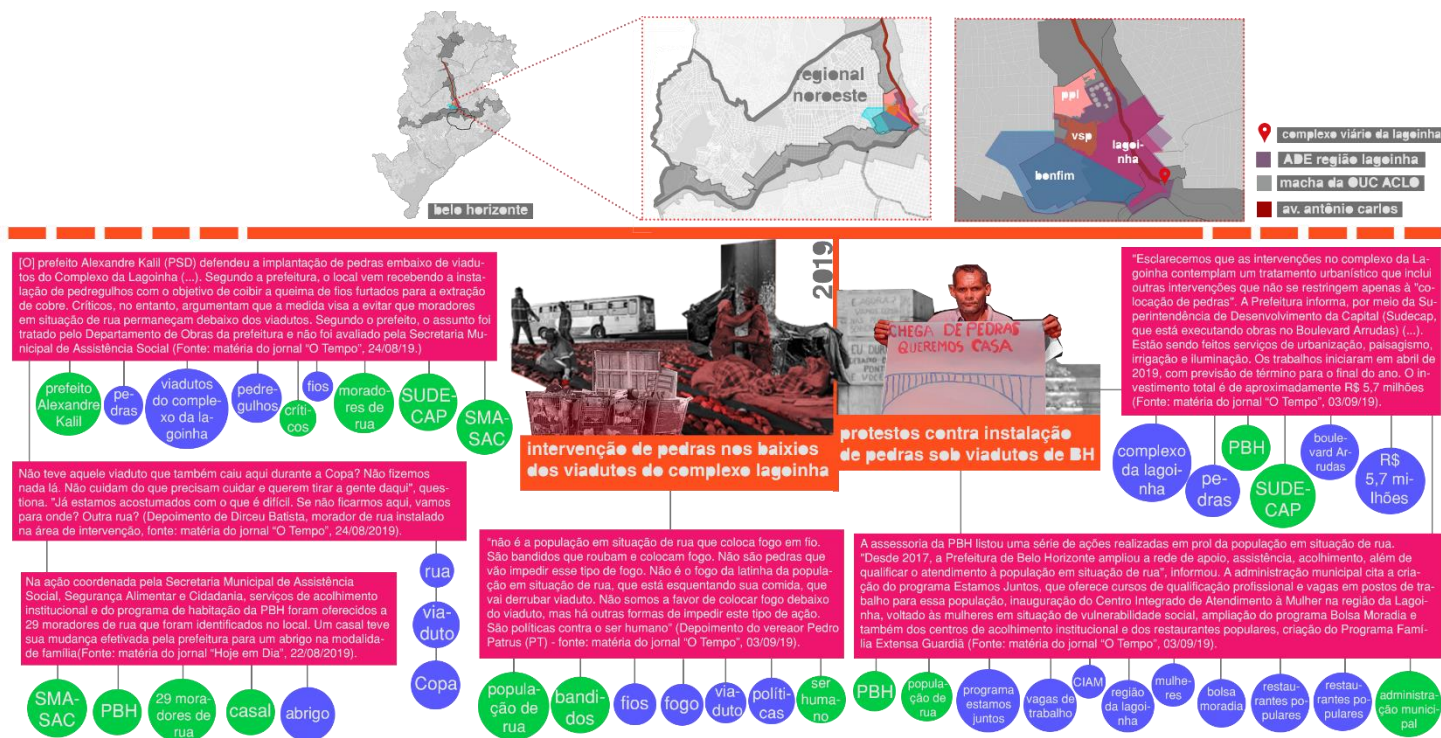 belo horizonte
regional
noroeste
ppl
vsp
lagoi-
nha
bonfim
complexo viário da lagoinha
ADE região lagoinha
macha da OUC ACLO
av. antônio carlos
[O] prefeito Alexandre Kalil (PSD) defendeu a implantação de pedras embaixo de viadu-
tos do Complexo da Lagoinha (...). Segundo a prefeitura, o local vem recebendo a insta-
lação de pedregulhos com o objetivo de coibir a queima de fios furtados para a extração
de cobre. Críticos, no entanto, argumentam que a medida visa a evitar que moradores
em situação de rua permaneçam debaixo dos viadutos. Segundo o prefeito, o assunto foi
tratado pelo Departamento de Obras da prefeitura e não foi avaliado pela Secretaria Mu-
nicipal de Assistência Social (Fonte: matéria do jornal "O Tempo", 24/08/19.)
prefeito
Alexandre
Kalil
pe-
dras
viadutos
do comple-
xo da la-
goinha
pedre-
gulhos
críti-
cos
fios
morado-
res de
rua
SUDE-
CAP
SMA-
SAC
Não teve aquele viaduto que também caiu aqui durante a Copa? Não fizemos
nada lá. Não cuidam do que precisam cuidar e querem tirar a gente daqui", ques-
tiona. "Já estamos acostumados com o que é difícil. Se não ficarmos aqui, vamos
para onde? Outra rua? (Depoimento de Dirceu Batista, morador de rua instalado
na área de intervenção, fonte: matéria do jornal "O Tempo", 24/08/2019).
rua
via-
duto
Copa
Na ação coordenada pela Secretaria Municipal de Assistência
Social, Segurança Alimentar e Cidadania, serviços de acolhimento
institucional e do programa de habitação da PBH foram oferecidos a
29 moradores de rua que foram identificados no local. Um casal teve
sua mudança efetivada pela prefeitura para um abrigo na modalida-
de família(Fonte: matéria do jornal "Hoje em Dia", 22/08/2019).
SMA-
SAC
PBH
29 mora-
dores de
rua
casal
abrigo
2019
CHEGA DE PEDRAS
QUEREMOS CASA
intervenção de pedras nos baixios
dos viadutos do complexo lagoinha
protestos contra instalação
de pedras sob viadutos de BH
"não é a população em situação de rua que coloca fogo em fio.
São bandidos que roubam e colocam fogo. Não são pedras que
vão impedir esse tipo de fogo. Não é o fogo da latinha da popula-
ção em situação de rua, que está esquentando sua comida, que
vai derrubar viaduto. Não somos a favor de colocar fogo debaixo
do viaduto, mas há outras formas de impedir este tipo de ação.
São políticas contra o ser humano" (Depoimento do vereaor Pedro
Patrus (PT) - fonte: matéria do jornal "O Tempo", 03/09/19).
popula-
ção de
rua
bandi-
dos
fios
fogo
via-
duto
políti-
cas
ser
huma-
no
"Esclarecemos que as intervenções no complexo da La-
goinha contemplam um tratamento urbanístico que inclui
outras intervenções que não se restringem apenas à "co-
locação de pedras". A Prefeitura informa, por meio da Su-
perintendência de Desenvolvimento da Capital (Sudecap,
que está executando obras no Boulevard Arrudas) (...).
Estão sendo feitos serviços de urbanização, paisagismo,
irrigação e iluminação. Os trabalhos iniciaram em abril de
2019, com previsão de término para o final do ano. O in-
vestimento total é de aproximadamente R$ 5,7 milhões
(Fonte: matéria do jornal "O Tempo", 03/09/19).
complexo
da lagoi-
nha
pe-
dras
PBH
SUDE-
CAP
boule-
vard Ar-
rudas
R$
5,7 mi-
lhões
A assessoria da PBH listou uma série de ações realizadas em prol da população em situação de rua.
"Desde 2017, a Prefeitura de Belo Horizonte ampliou a rede de apoio, assistência, acolhimento, além de
qualificar o atendimento à população em situação de rua", informou. A administração municipal cita a cria-
ção do programa Estamos Juntos, que oferece cursos de qualificação profissional e vagas em postos de tra-
balho para essa população, inauguração do Centro Integrado de Atendimento à Mulher na região da Lagoi-
nha, voltado às mulheres em situação de vulnerabilidade social, ampliação do programa Bolsa Moradia e
também dos centros de acolhimento institucional e dos restaurantes populares, criação do Programa Famí-
lia Extensa Guardiã (Fonte: matéria do jornal "O Tempo", 03/09/19).
PBH
popula-
ção de
rua
programa
estamos
juntos
vagas de
trabalho
CIAM
região
da lagoi-
nha
mulhe-
res
bolsa
moradia
restau-
rantes po-
pulares
restau-
rantes po-
pulares
adminis-
tração munici-
pal